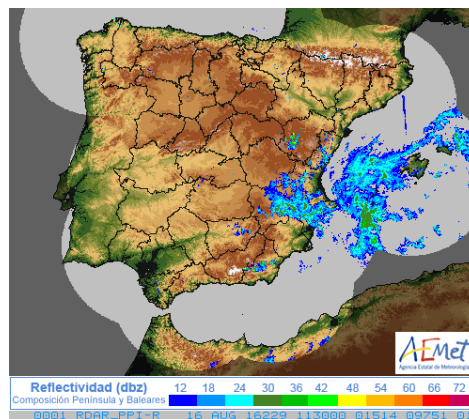 AEMet
Agencia Estatal de Meteorología
Reflectividad (dbz) 12 18 24 30 36 42 48 54 60 66 72
Composición Península y Baleares
0001 RDAR_PPI-R 16 AUG 16229 113000 01514 09751 1